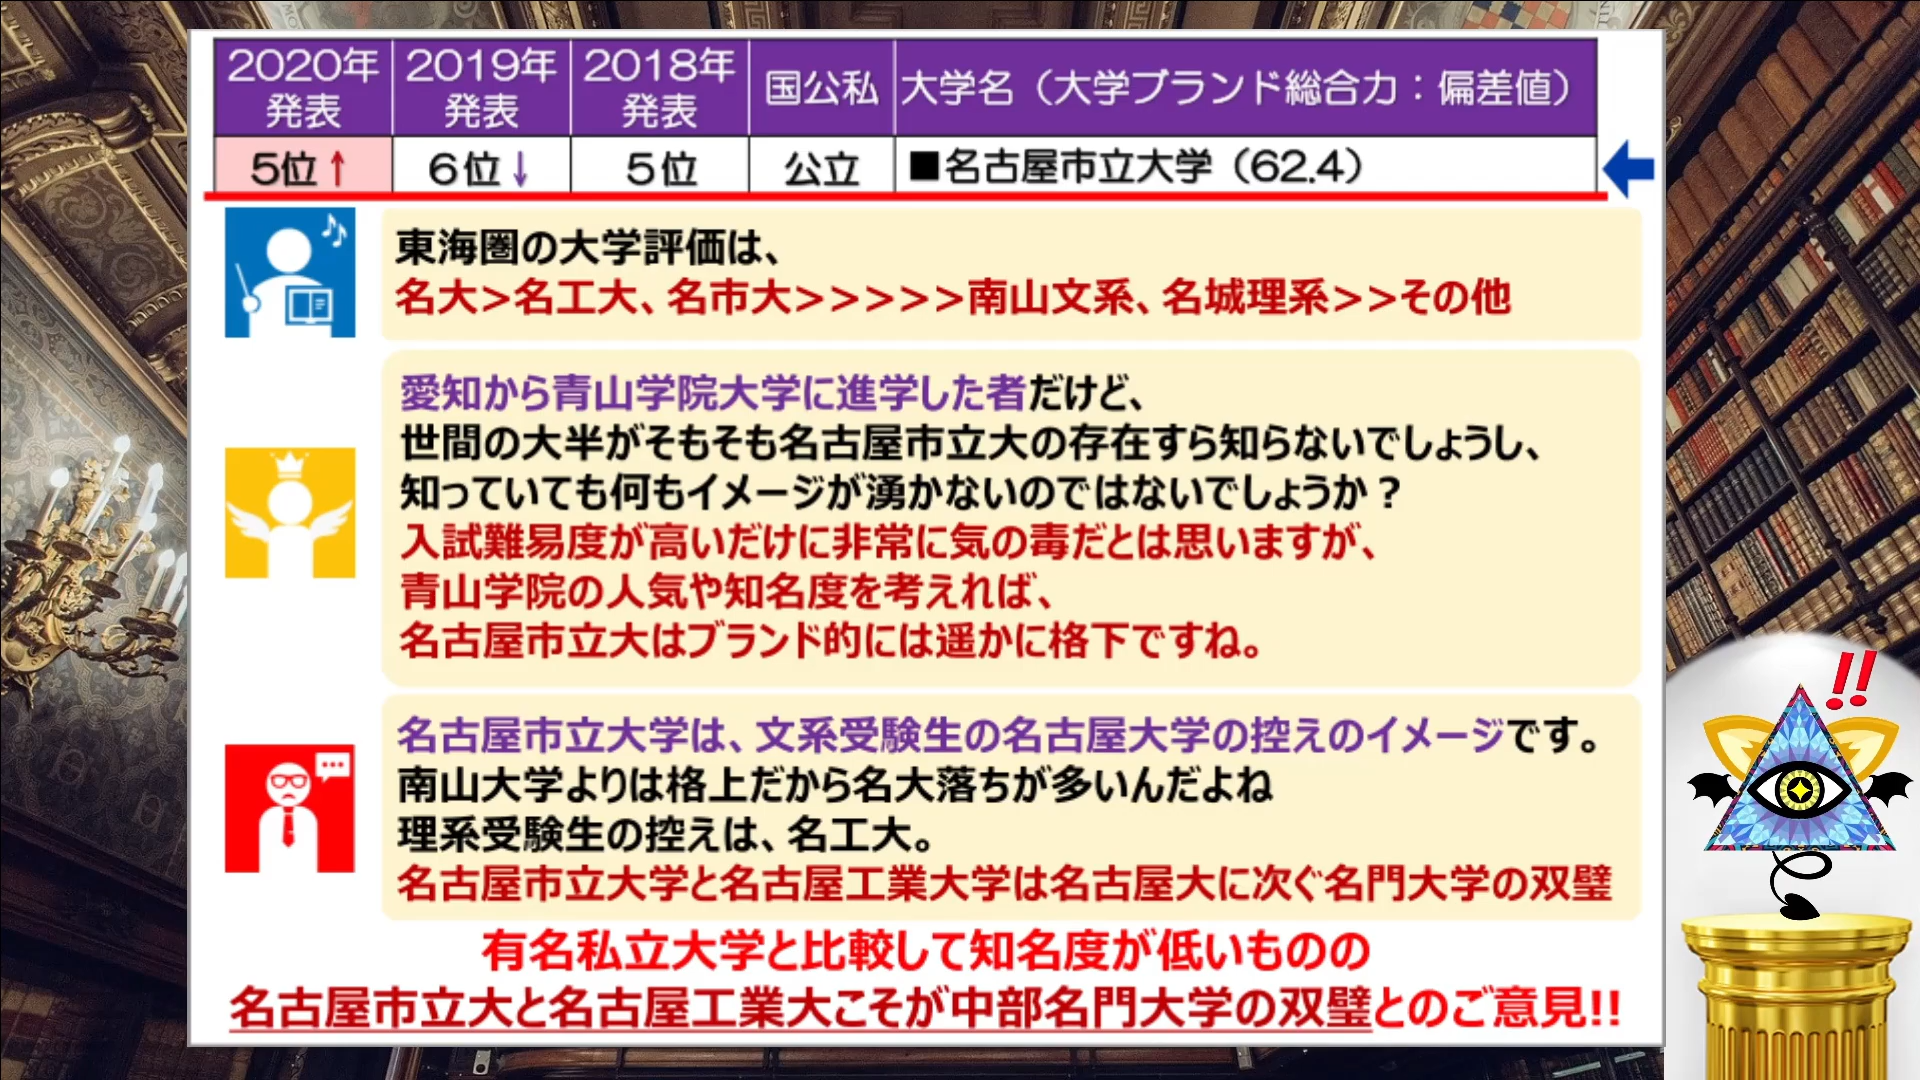 2020年発表 2019年発表 2018年発表 国公私 大学名（大学ブランド総合力：偏差値）
5位↑ 6位↓ 5位 公立 ■名古屋市立大学（62.4）
東海圏の大学評価は、
名大>名工大、名市大>>>>>南山文系、名城理系>>その他
愛知から青山学院大学に進学した者だけど、
世間の大半がそもそも名古屋市立大の存在すら知らないでしょうし、
知っていても何もイメージが湧かないのではないでしょうか？
入試難易度が高いだけに非常に気の毒だとは思いますが、
青山学院の人気や知名度を考えれば、
名古屋市立大はブランド的には遥かに格下ですね。
名古屋市立大学は、文系受験生の名古屋大学の控えのイメージです。
南山大学よりは格上だから名大落ちが多いんだよね
理系受験生の控えは、名工大。
名古屋市立大学と名古屋工業大学は名古屋大に次ぐ名門大学の双璧
有名私立大学と比較して知名度が低いものの
名古屋市立大と名古屋工業大こそが中部名門大学の双璧とのご意見!!
!!